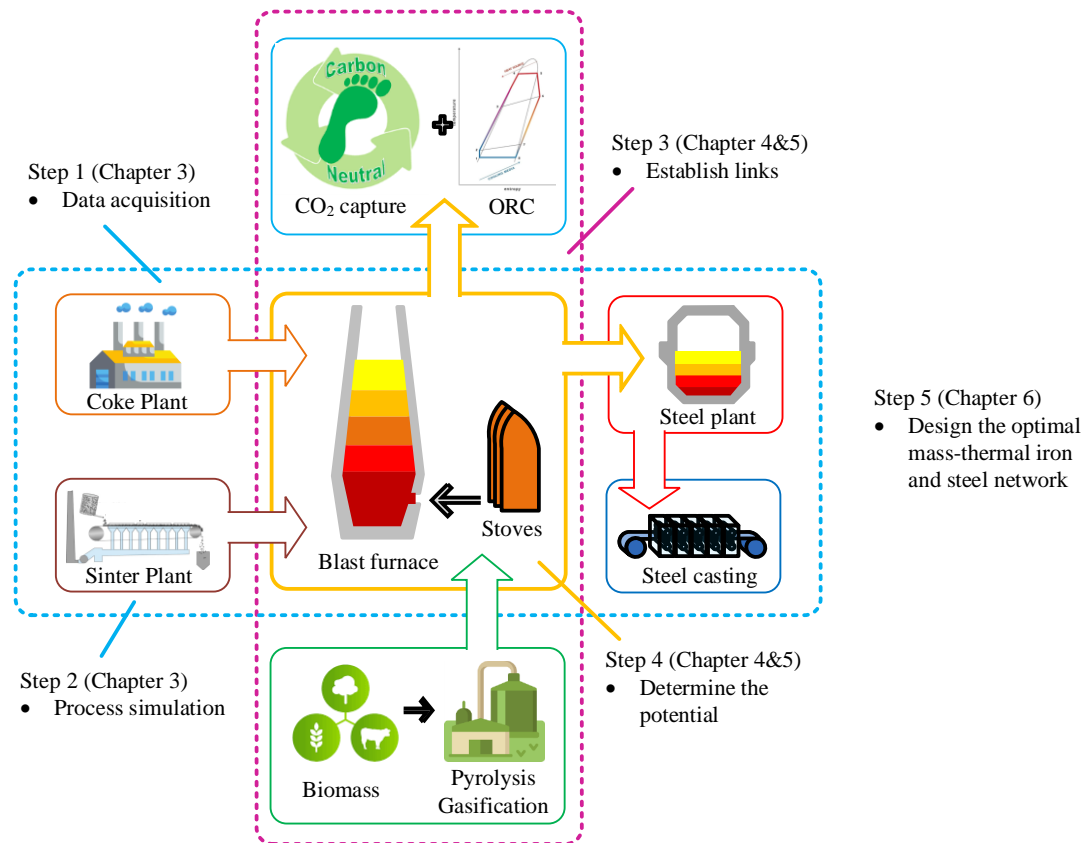 Carbon
Neutral
CO₂ capture
ORC
entropy
Step 1 (Chapter 3)
• Data acquisition
Step 3 (Chapter 4&5)
• Establish links
Coke Plant
Sinter Plant
Blast furnace
Stoves
Steel plant
Steel casting
Step 5 (Chapter 6)
• Design the optimal
mass-thermal iron
and steel network
Step 2 (Chapter 3)
• Process simulation
Step 4 (Chapter 4&5)
• Determine the
potential
Biomass
Pyrolysis
Gasification